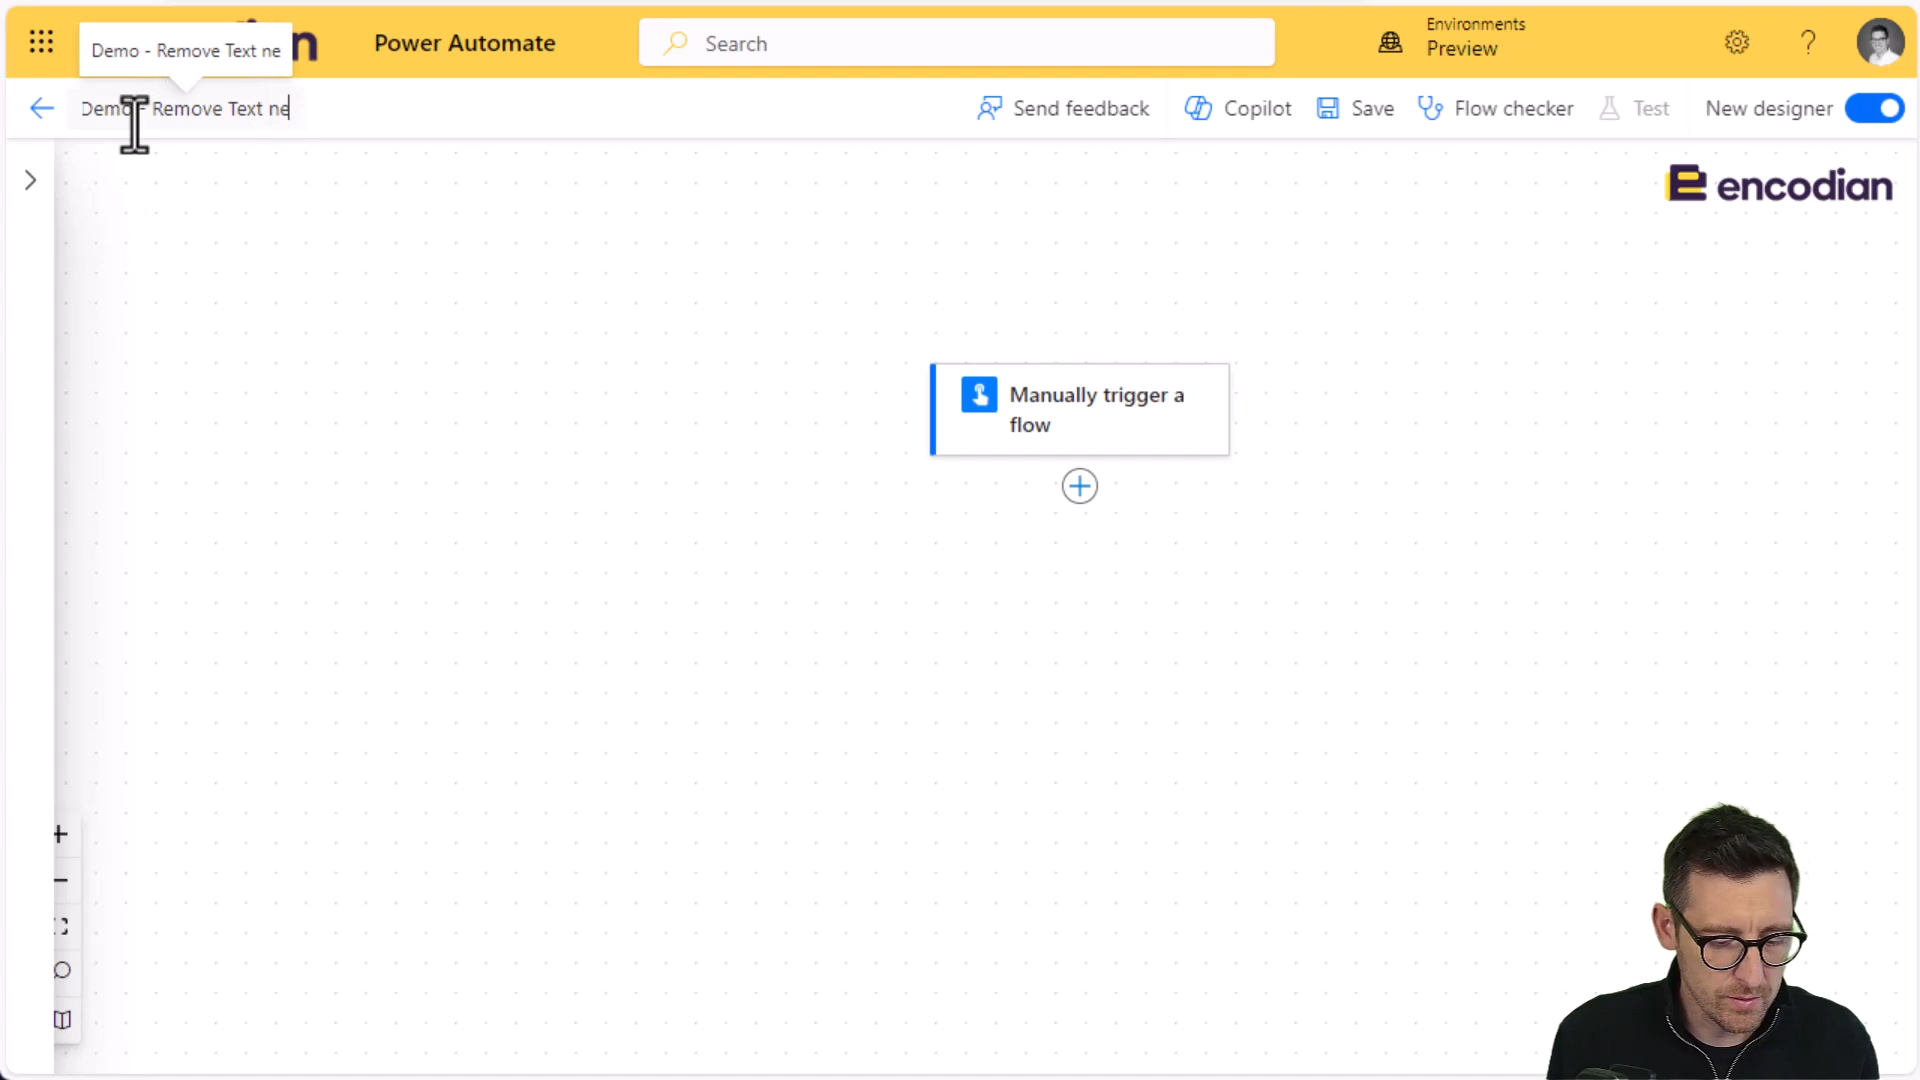 Demo - Remove Text ne
n
Power Automate
Search
Environments
Preview
?
Demo - Remove Text ne
Send feedback
Copilot
Save
Flow checker
Test
New designer
encodian
Manually trigger a
flow